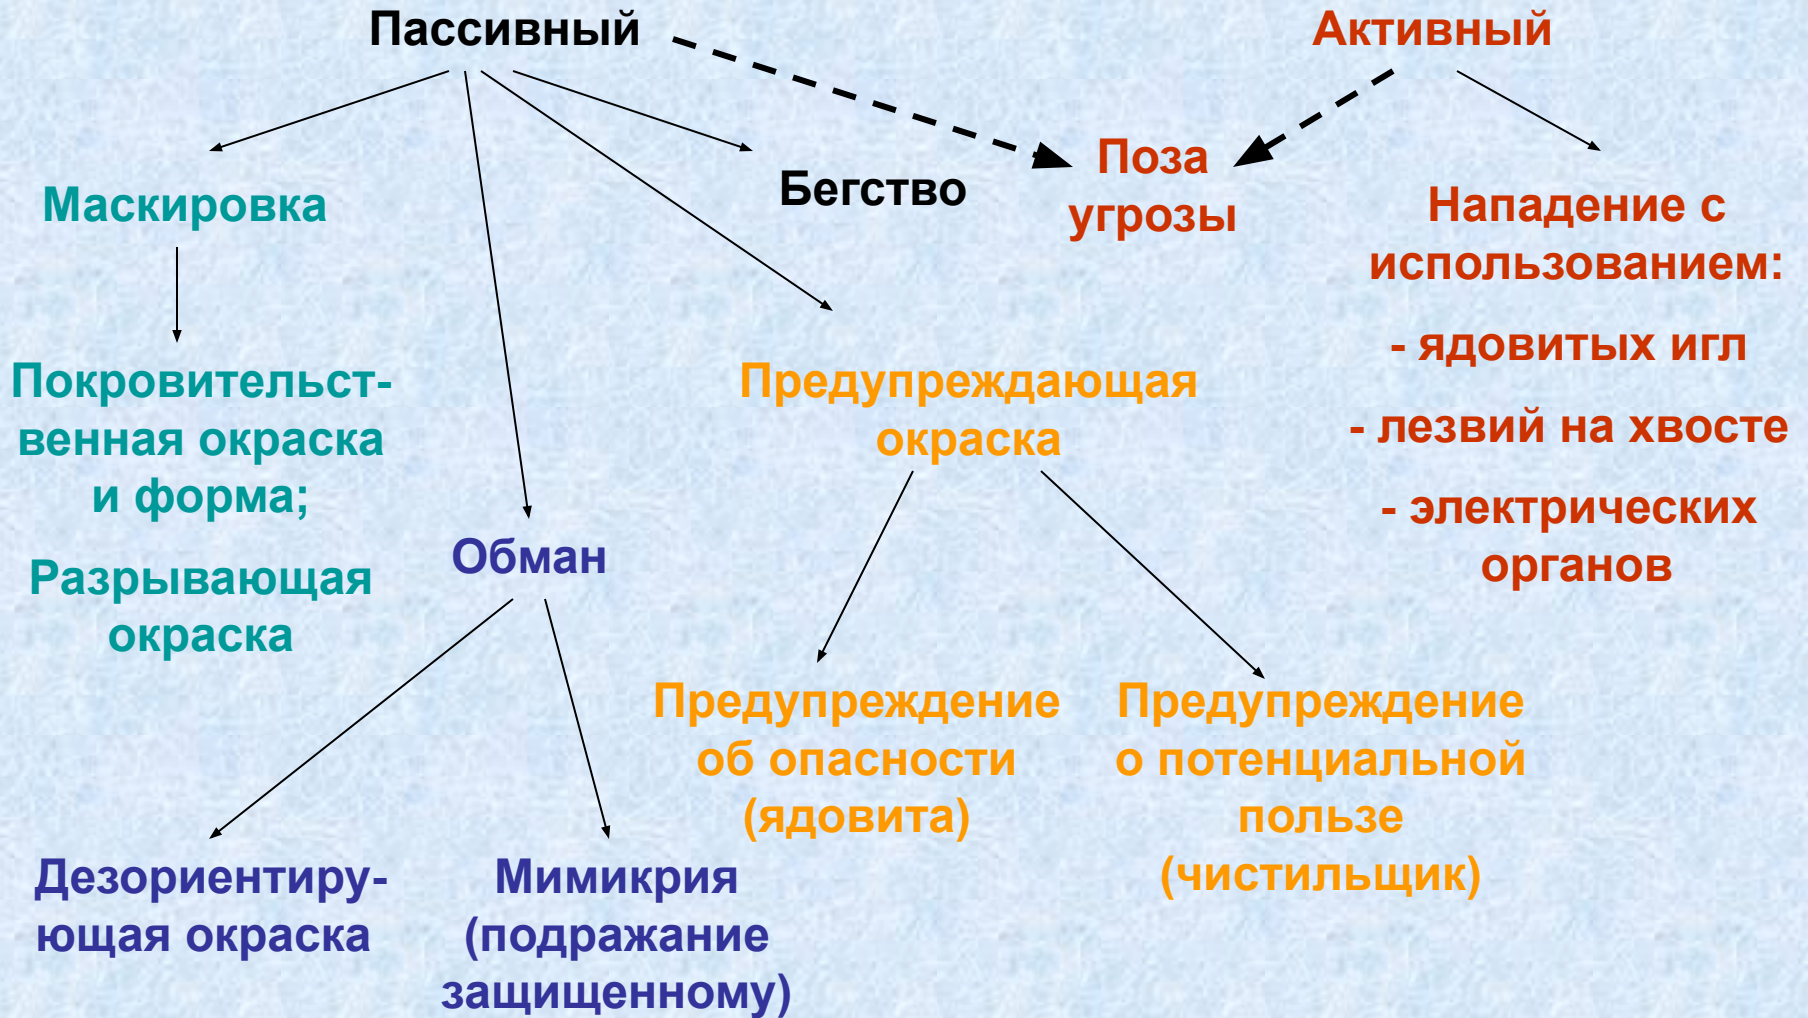 Пассивный
Активный
Маскировка
Бегство
Поза
угрозы
Нападение с
использованием:
- ядовитых игл
- лезвий на хвосте
- электрических
органов
Покровительст-
венная окраска
и форма;
Разрывающая
окраска
Обман
Предупреждающая
окраска
Дезориентиру-
ющая окраска
Мимикрия
(подражание
защищенному)
Предупреждение
об опасности
(ядовита)
Предупреждение
о потенциальной
пользе
(чистильщик)